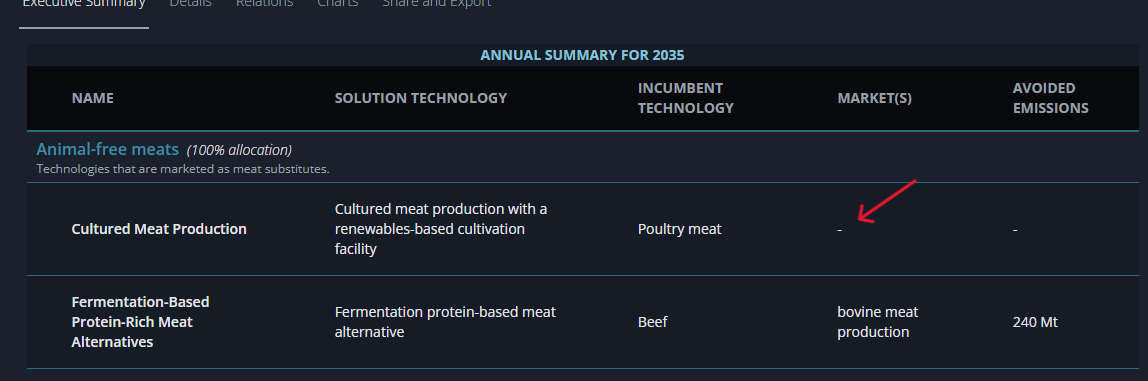 Executive Summary Details Relations Charts Share and Export
ANNUAL SUMMARY FOR 2035
NAME SOLUTION TECHNOLOGY INCUMBENT TECHNOLOGY MARKET(S) AVOIDED EMISSIONS
Animal-free meats (100% allocation)
Technologies that are marketed as meat substitutes.
Cultured Meat Production
Cultured meat production with a
renewables-based cultivation
facility
Poultry meat
-
-
Fermentation-Based
Protein-Rich Meat
Alternatives
Fermentation protein-based meat
alternative
Beef
bovine meat
production
240 Mt